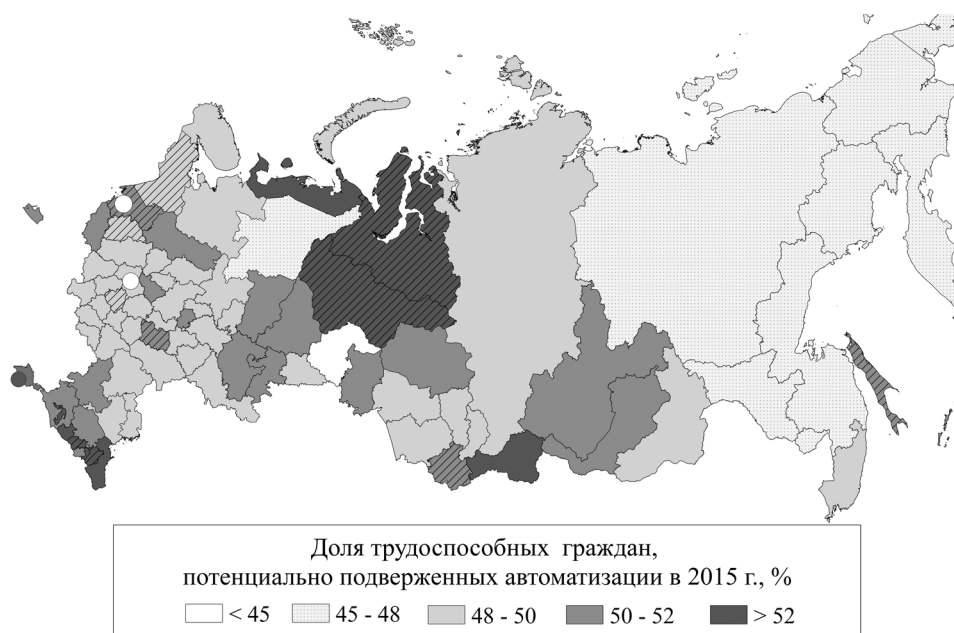 Доля трудоспособных граждан,
потенциально подверженных автоматизации в 2015 г., %
< 45 45 - 48 48 - 50 50 - 52 > 52